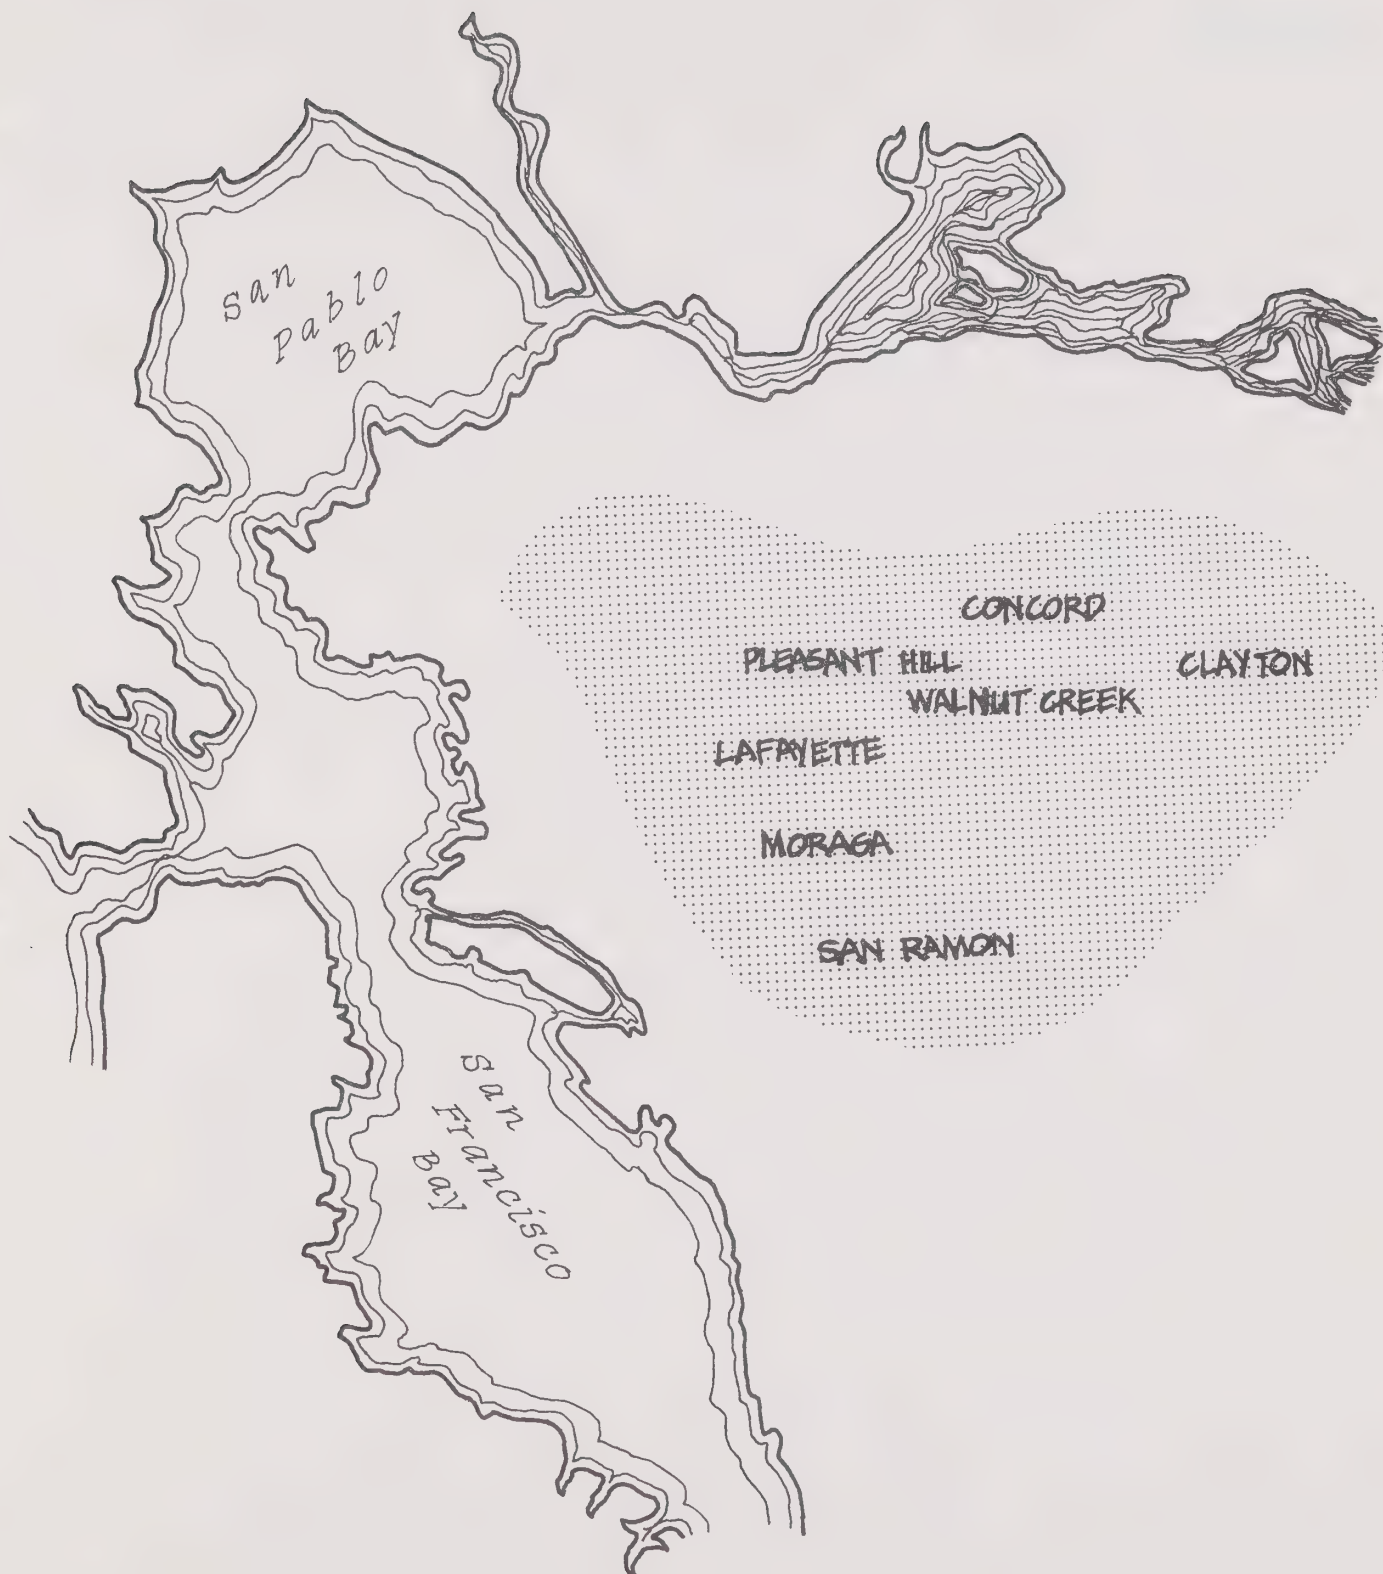 San
Pablo
Bay
CONCORD
PLEASANT HILL
CLAYTON
WALNUT CREEK
LAFAYETTE
MORAGA
SAN RAMON
San
Francisco
Bay